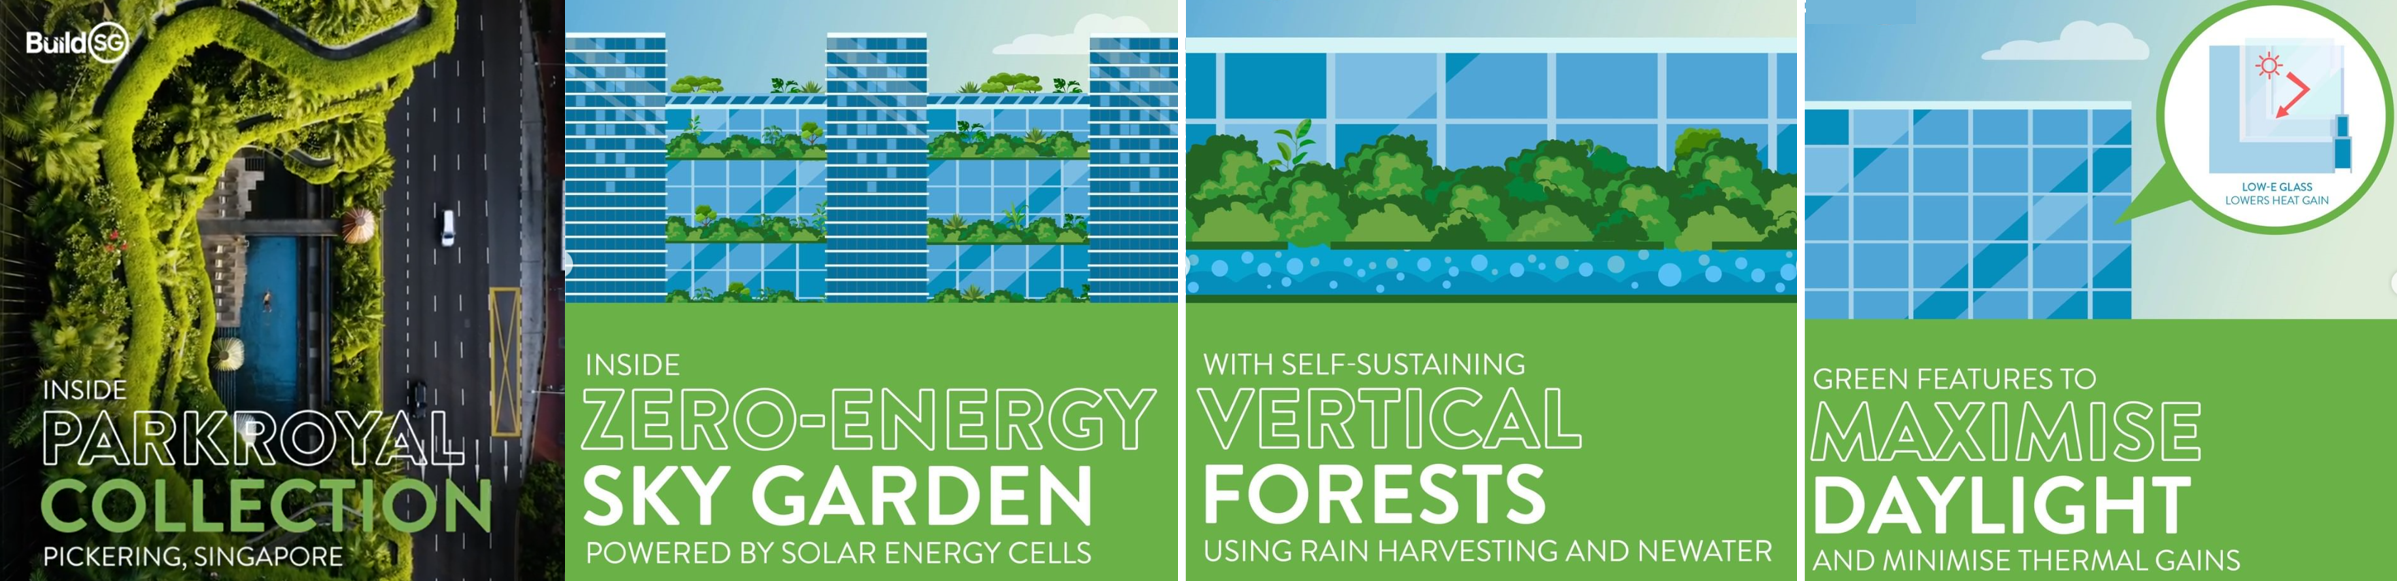 BuildSG
INSIDE
PARKROYAL
COLLECTION
PICKERING, SINGAPORE
INSIDE
ZERO-ENERGY
SKY GARDEN
POWERED BY SOLAR ENERGY CELLS
WITH SELF-SUSTAINING
VERTICAL
FORESTS
USING RAIN HARVESTING AND NEWATER
LOW-E GLASS
LOWERS HEAT GAIN
GREEN FEATURES TO
MAXIMISE
DAYLIGHT
AND MINIMISE THERMAL GAINS